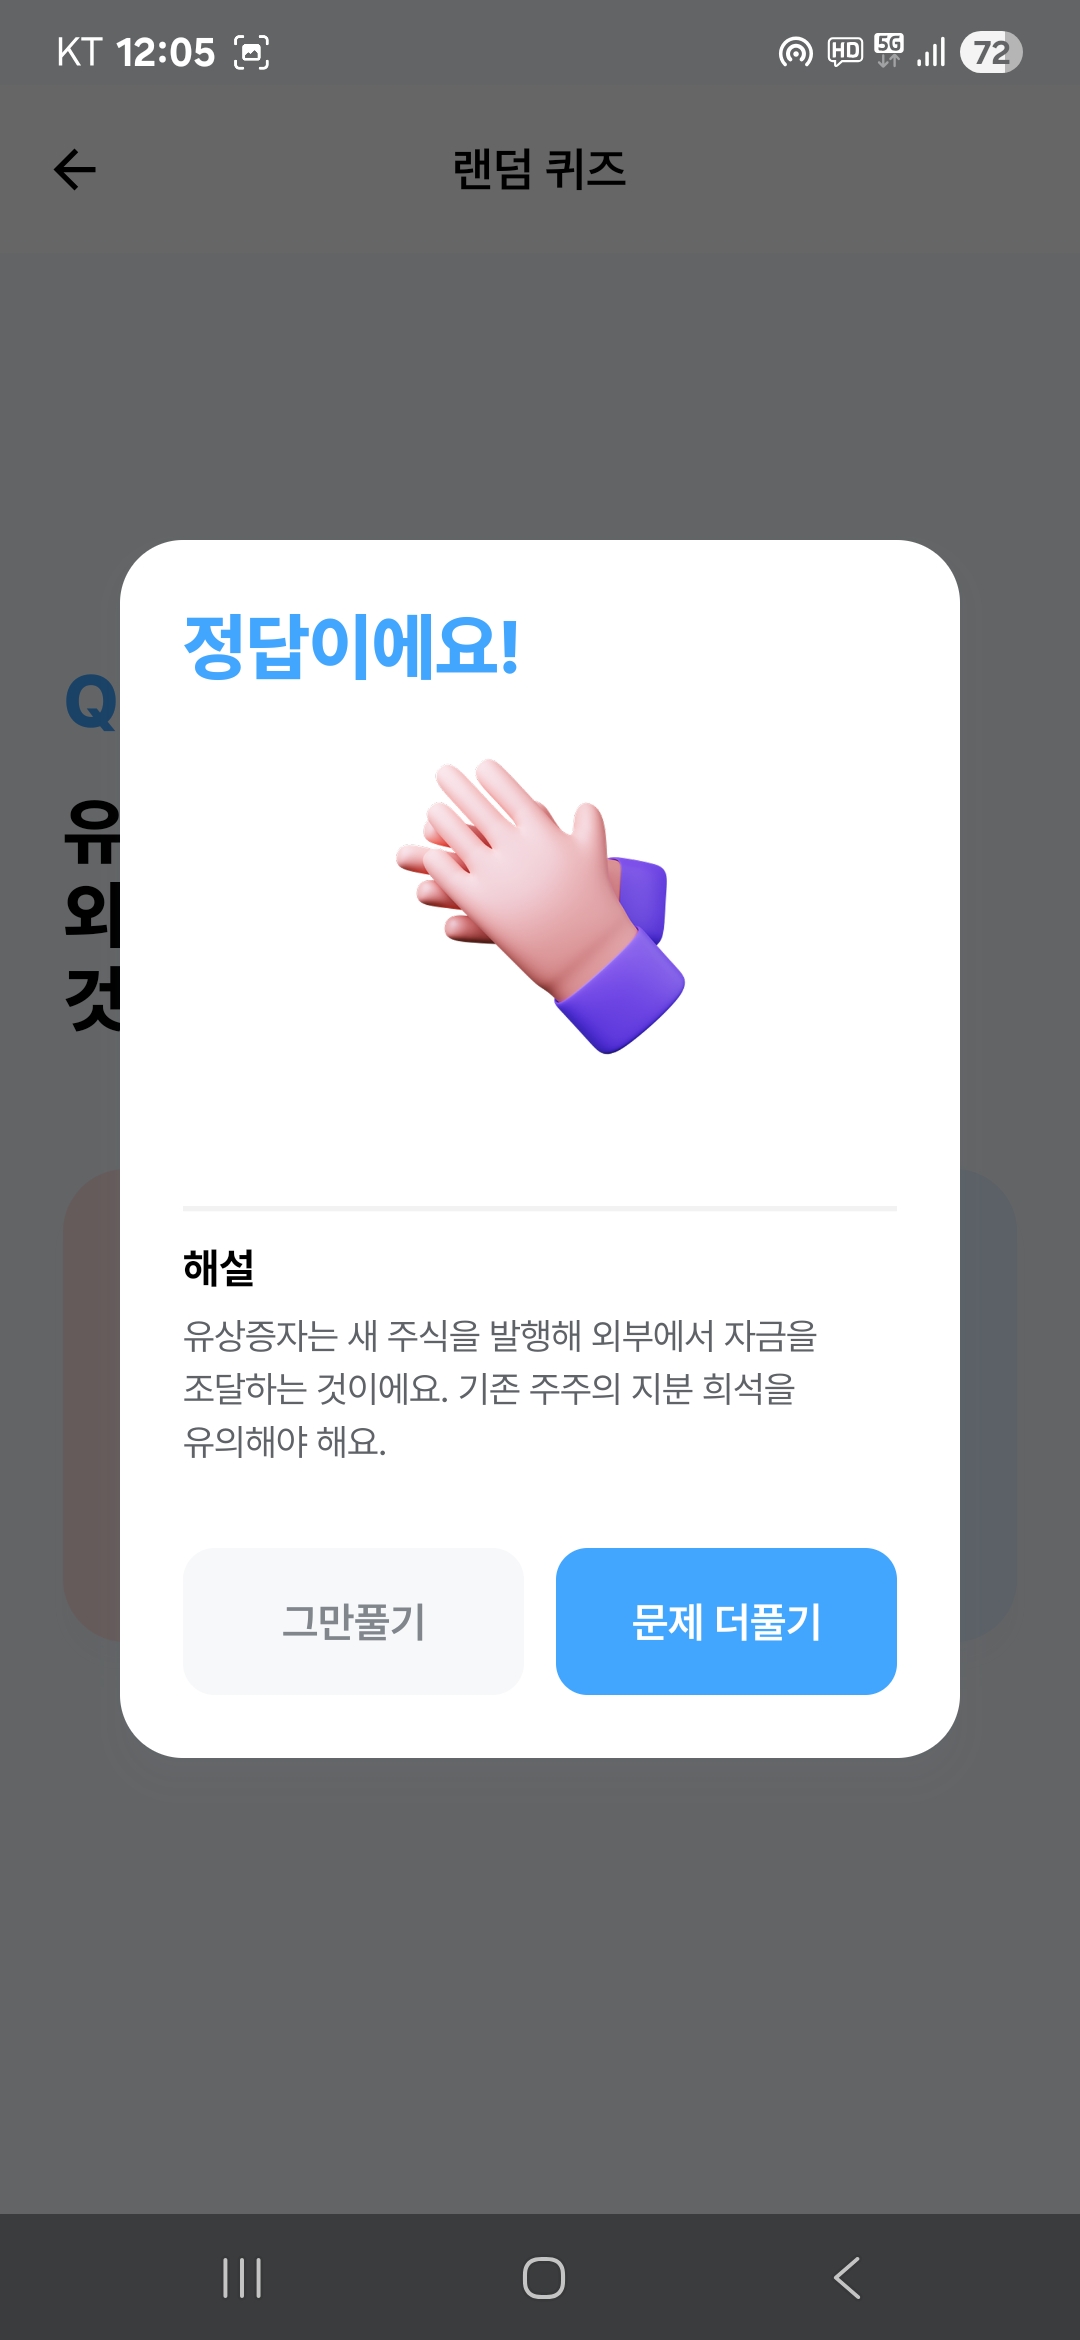 KT 12:05 HD 5G 72
랜덤 퀴즈
정답이에요!
Q
유
외
것
해설
유상증자는 새 주식을 발행해 외부에서 자금을
조달하는 것이에요. 기존 주주의 지분 희석을
유의해야 해요.
그만풀기
문제 더풀기